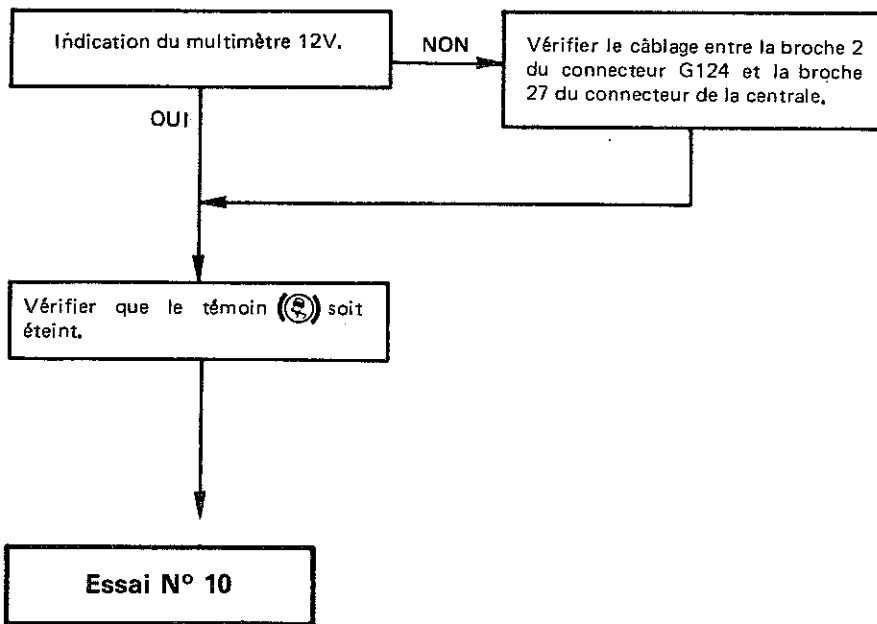 Indication du multimètre 12V.
NON
Vérifier le câblage entre la broche 2
du connecteur G124 et la broche
27 du connecteur de la centrale.
OUI
Vérifier que le témoin soit
éteint.
Essai Nº 10